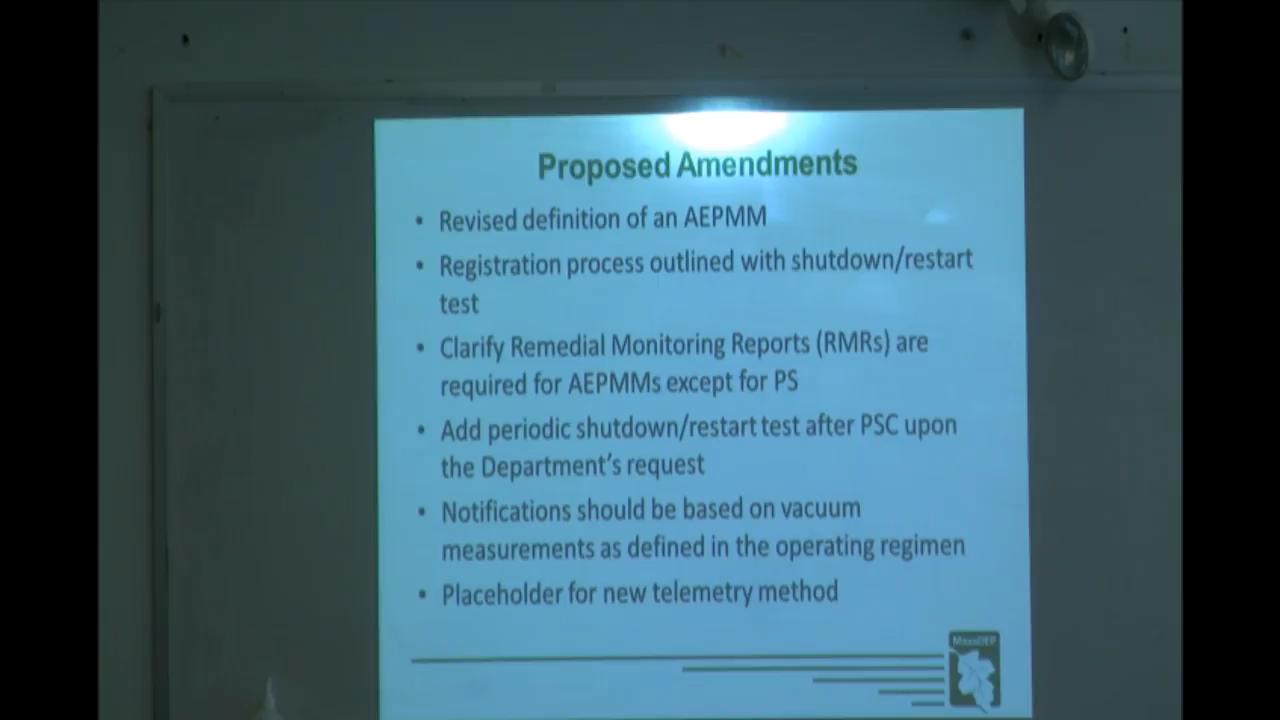 Proposed Amendments
• Revised definition of an AEPMM
• Registration process outlined with shutdown/restart
test
• Clarify Remedial Monitoring Reports (RMRs) are
required for AEPMMs except for PS
• Add periodic shutdown/restart test after PSC upon
the Department's request
• Notifications should be based on vacuum
measurements as defined in the operating regimen
• Placeholder for new telemetry method
MassDEP